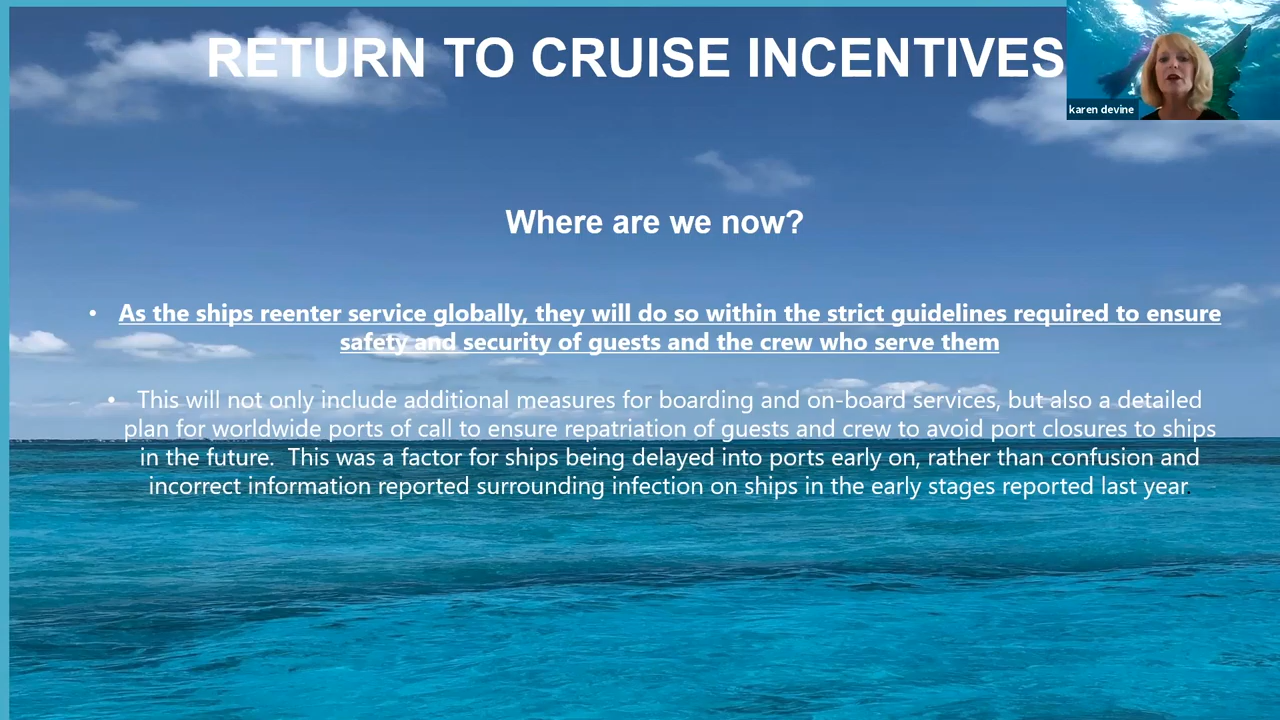 RETURN TO CRUISE INCENTIVES
karen devine
Where are we now?
• As the ships reenter service globally, they will do so within the strict guidelines required to ensure
safety and security of guests and the crew who serve them
• This will not only include additional measures for boarding and on-board services, but also a detailed
plan for worldwide ports of call to ensure repatriation of guests and crew to avoid port closures to ships
in the future. This was a factor for ships being delayed into ports early on, rather than confusion and
incorrect information reported surrounding infection on ships in the early stages reported last year.